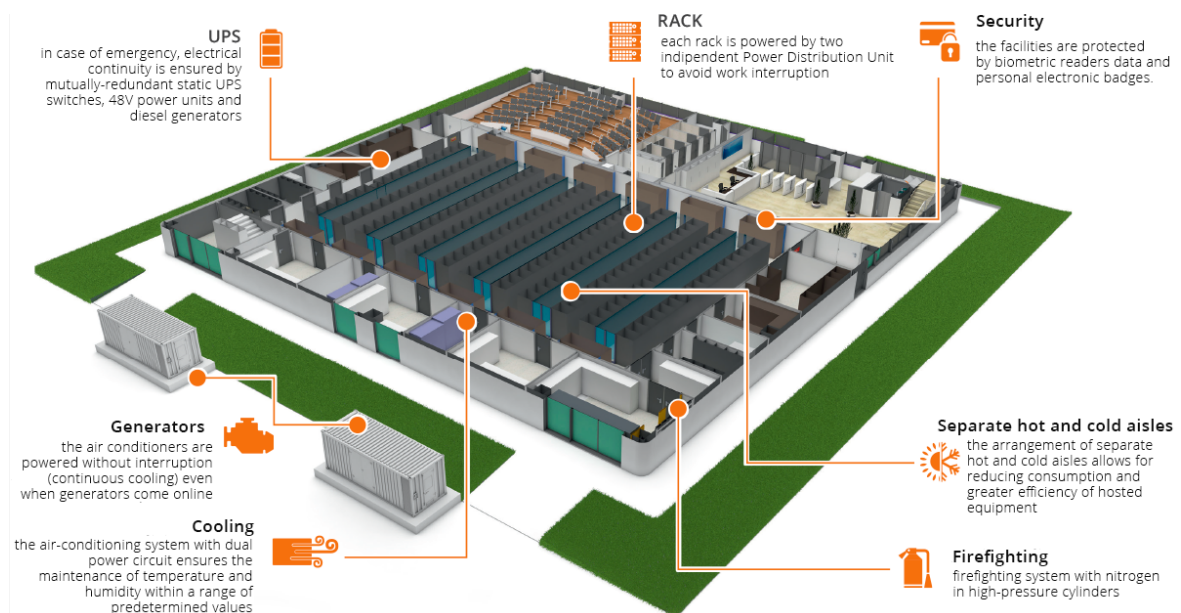 UPS
in case of emergency, electrical
continuity is ensured by
mutually-redundant static UPS
switches, 48V power units and
diesel generators
RACK
each rack is powered by two
indipendent Power Distribution Unit
to avoid work interruption
Security
the facilities are protected
by biometric readers data and
personal electronic badges.
Generators
the air conditioners are
powered without interruption
(continuous cooling) even
when generators come online
Cooling
the air-conditioning system with dual
power circuit ensures the
maintenance of temperature and
humidity within a range of
predetermined values
Separate hot and cold aisles
the arrangement of separate
hot and cold aisles allows for
reducing consumption and
greater efficiency of hosted
equipment
Firefighting
firefighting system with nitrogen
in high-pressure cylinders